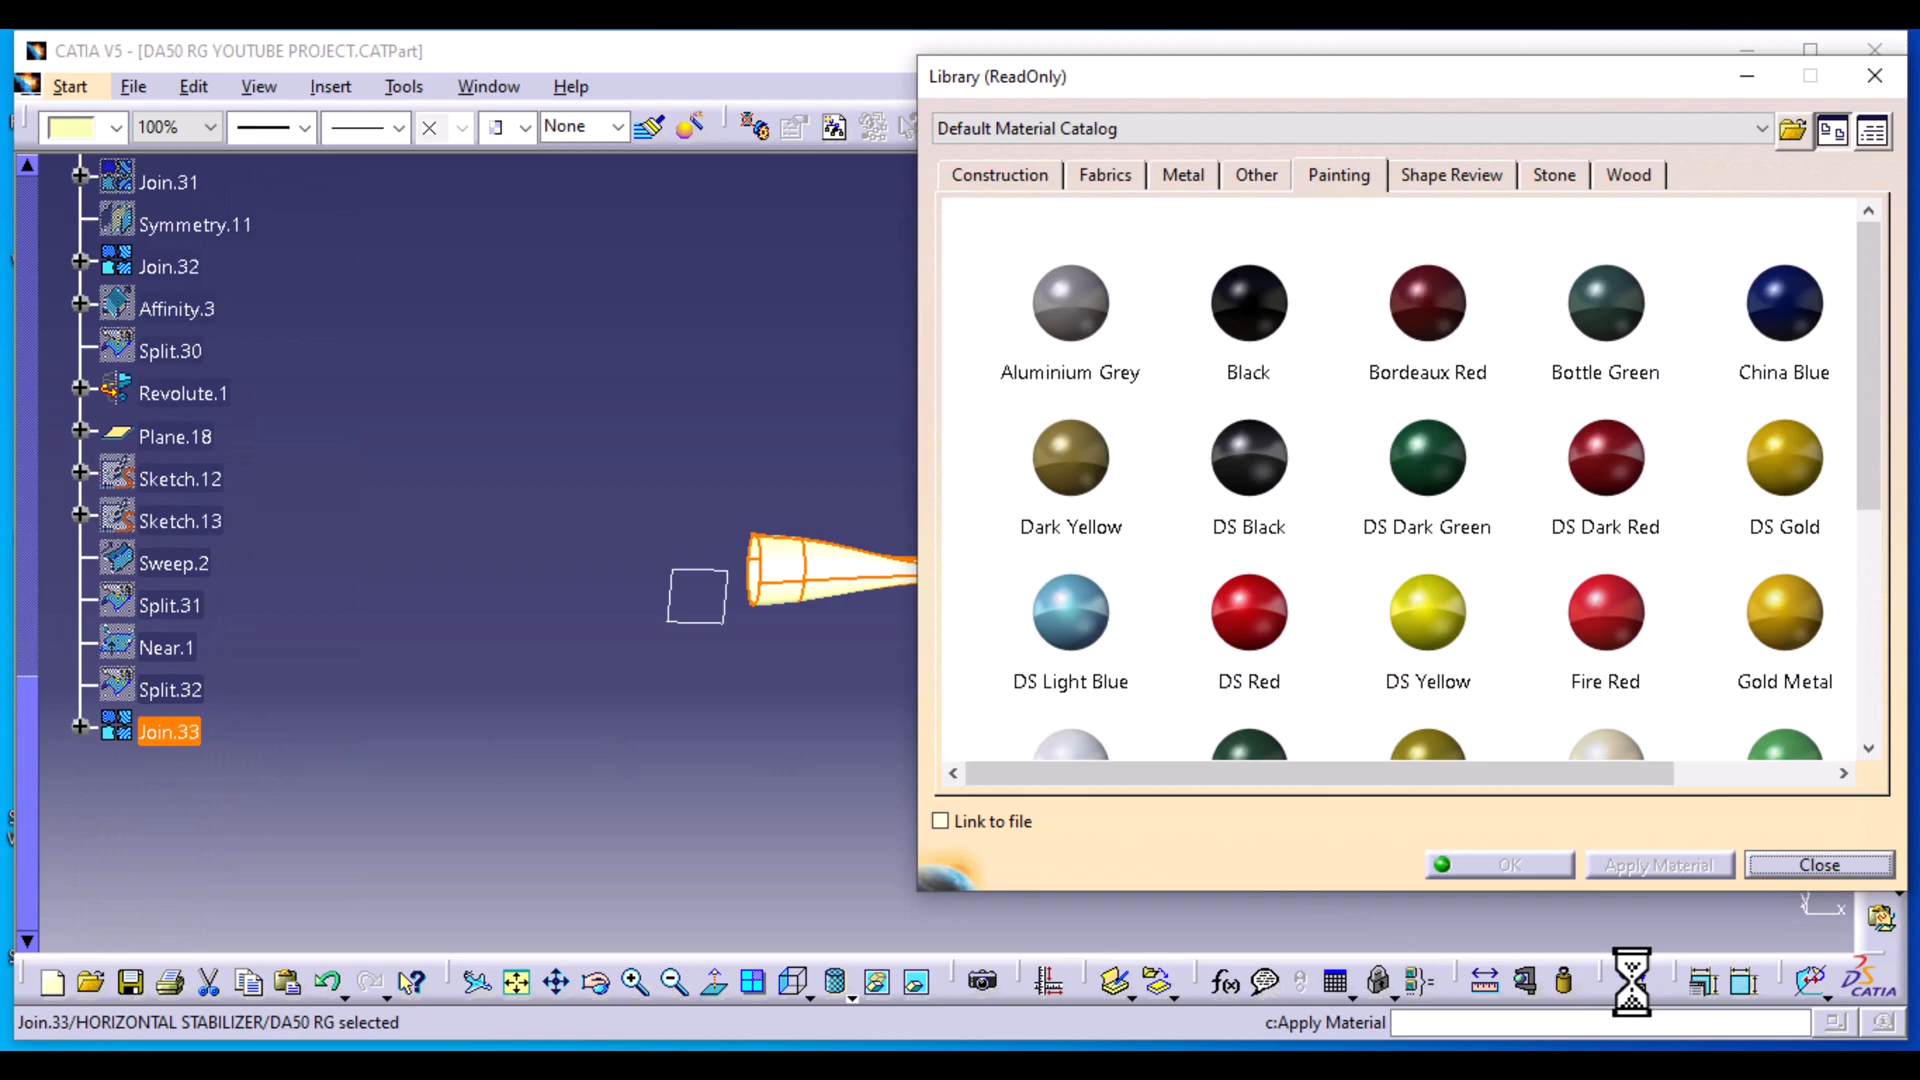 CATIA V5 - [DA50 RG YOUTUBE PROJECT.CATPart]
Start File Edit View Insert Tools Window Help
100% None
Join.31
Symmetry.11
Join.32
Affinity.3
Split.30
Revolute.1
Plane.18
Sketch.12
Sketch.13
Sweep.2
Split.31
Near.1
Split.32
Join.33
Library (ReadOnly)
Default Material Catalog
Construction Fabrics Metal Other Painting Shape Review Stone Wood
Aluminium Grey Black Bordeaux Red Bottle Green China Blue
Dark Yellow DS Black DS Dark Green DS Dark Red DS Gold
DS Light Blue DS Red DS Yellow Fire Red Gold Metal
Link to file
OK Apply Material Close
y x
f(x)
CATIA
Join.33/HORIZONTAL STABILIZER/DA50 RG selected
c:Apply Material